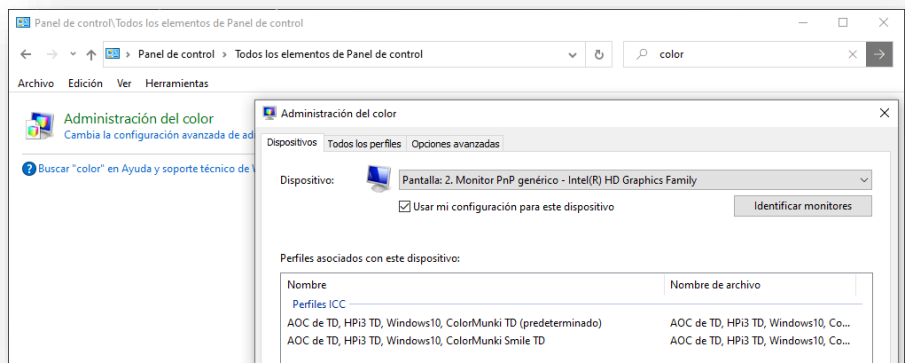 Panel de control\Todos los elementos de Panel de control
Panel de control › Todos los elementos de Panel de control
color
Archivo Edición Ver Herramientas
Administración del color
Cambia la configuración avanzada de ad
Buscar "color" en Ayuda y soporte técnico de
Administración del color
Dispositivos Todos los perfiles Opciones avanzadas
Dispositivo: Pantalla: 2. Monitor PnP genérico - Intel(R) HD Graphics Family
Usar mi configuración para este dispositivo Identificar monitores
Perfiles asociados con este dispositivo:
Nombre Nombre de archivo
Perfiles ICC
AOC de TD, HPi3 TD, Windows10, ColorMunki TD (predeterminado) AOC de TD, HPi3 TD, Windows10, Co...
AOC de TD, HPi3 TD, Windows10, ColorMunki Smile TD AOC de TD, HPi3 TD, Windows10, Co...